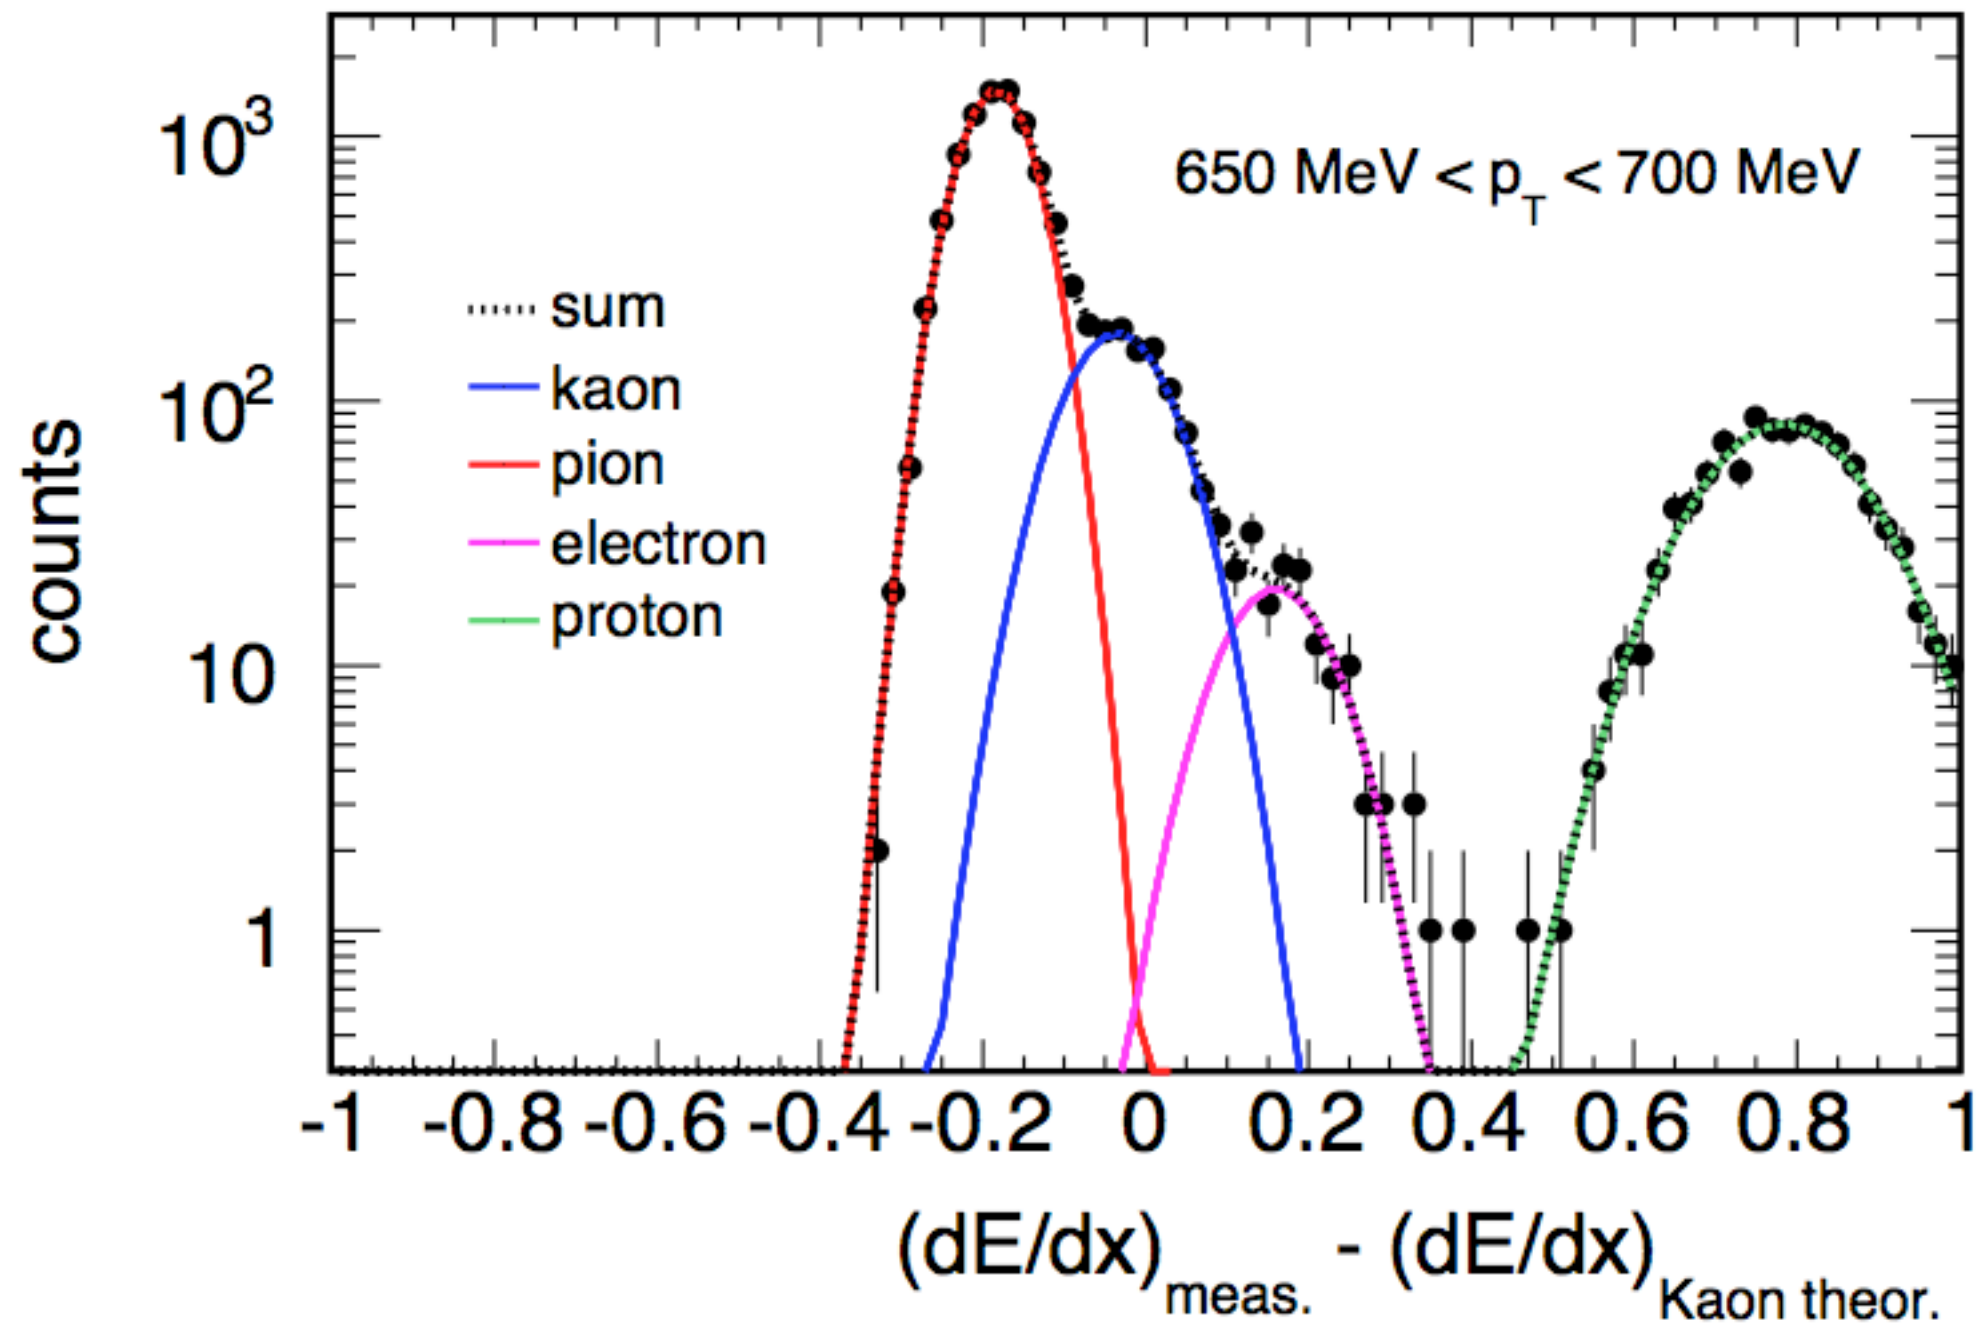 10³
10²
10
1
counts
650 MeV < p_T < 700 MeV
sum
kaon
pion
electron
proton
-1 -0.8 -0.6 -0.4 -0.2 0 0.2 0.4 0.6 0.8 1
(dE/dx)meas. - (dE/dx)Kaon theor.